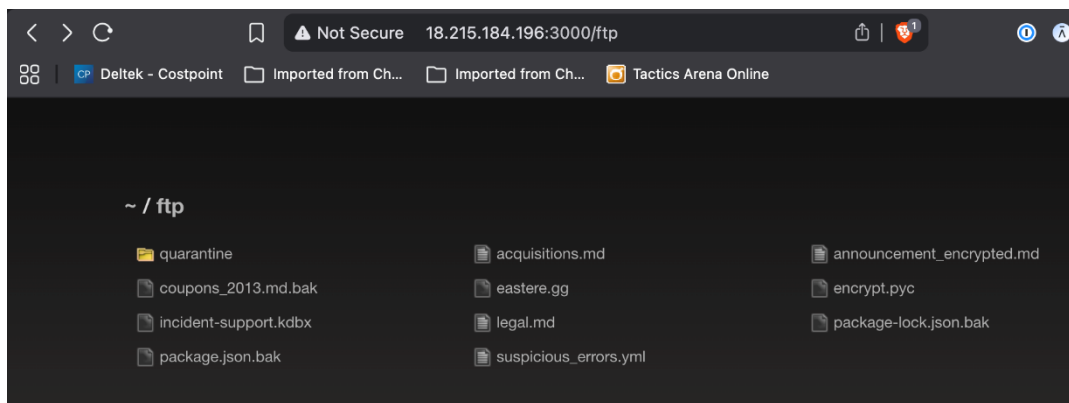 Not Secure 18.215.184.196:3000/ftp 1
CP Deltek - Costpoint Imported from Ch... Imported from Ch... Tactics Arena Online
~ / ftp
quarantine acquisitions.md announcement_encrypted.md
coupons_2013.md.bak eastere.gg encrypt.pyc
incident-support.kdbx legal.md package-lock.json.bak
package.json.bak suspicious_errors.yml